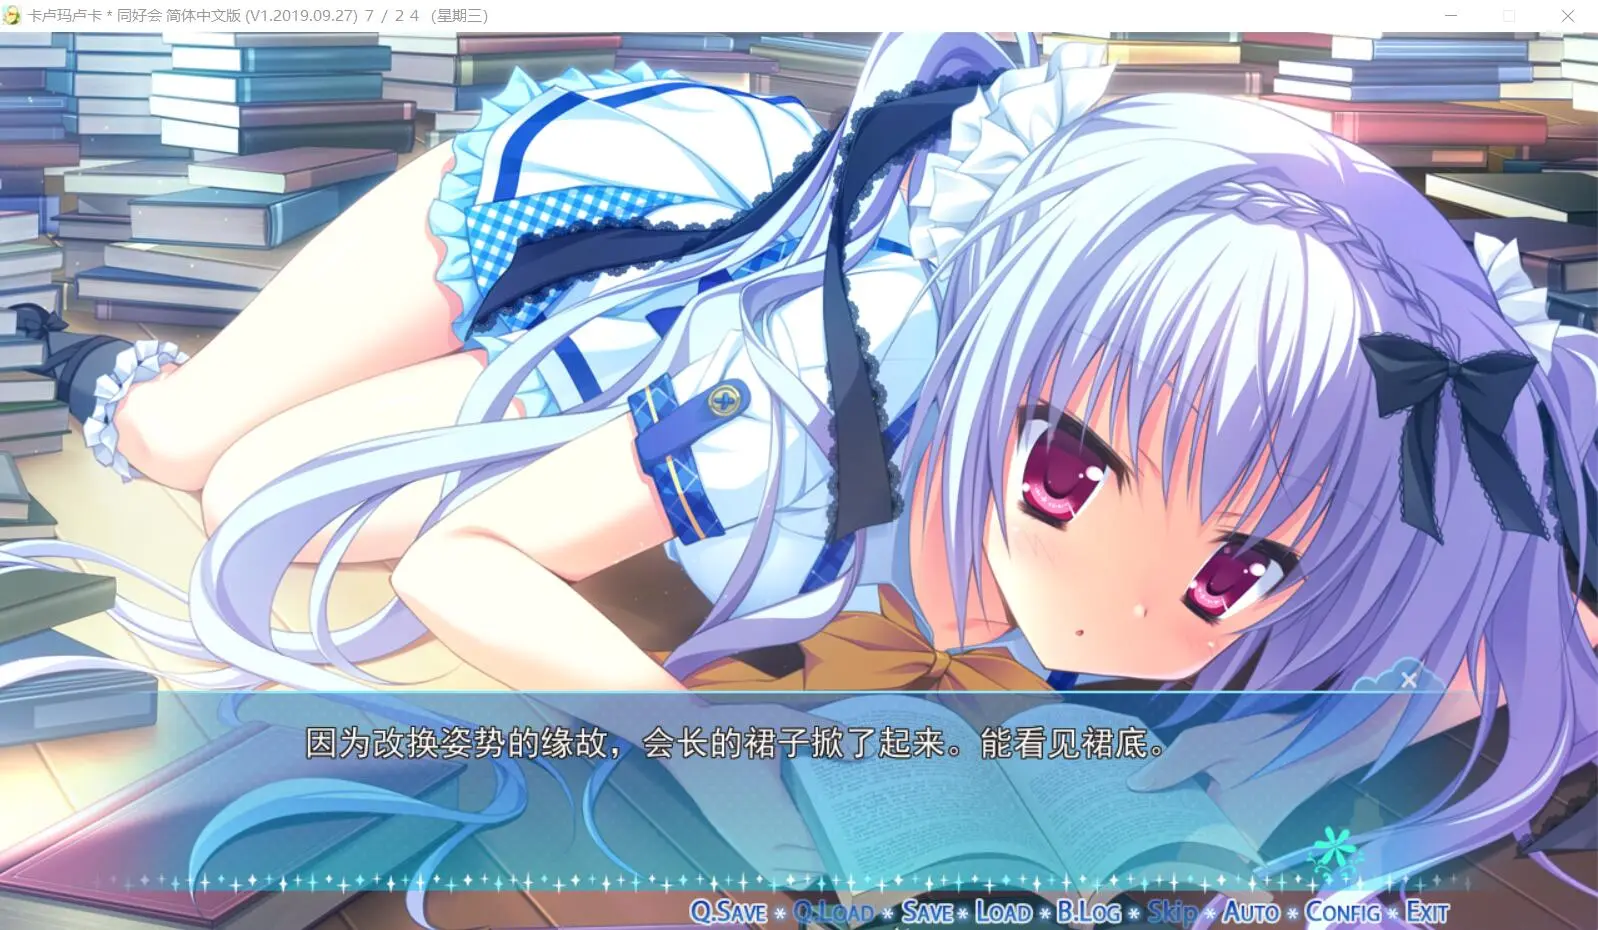 卡卢玛卢卡 * 同好会 简体中文版 (V1.2019.09.27) ７ / ２４ (星期三)
因为改换姿势的缘故，会长的裙子掀了起来。能看见裙底。
Q.SAVE * Q.LOAD * SAVE * LOAD * B.LOG * SKIP * AUTO * CONFIG * EXIT